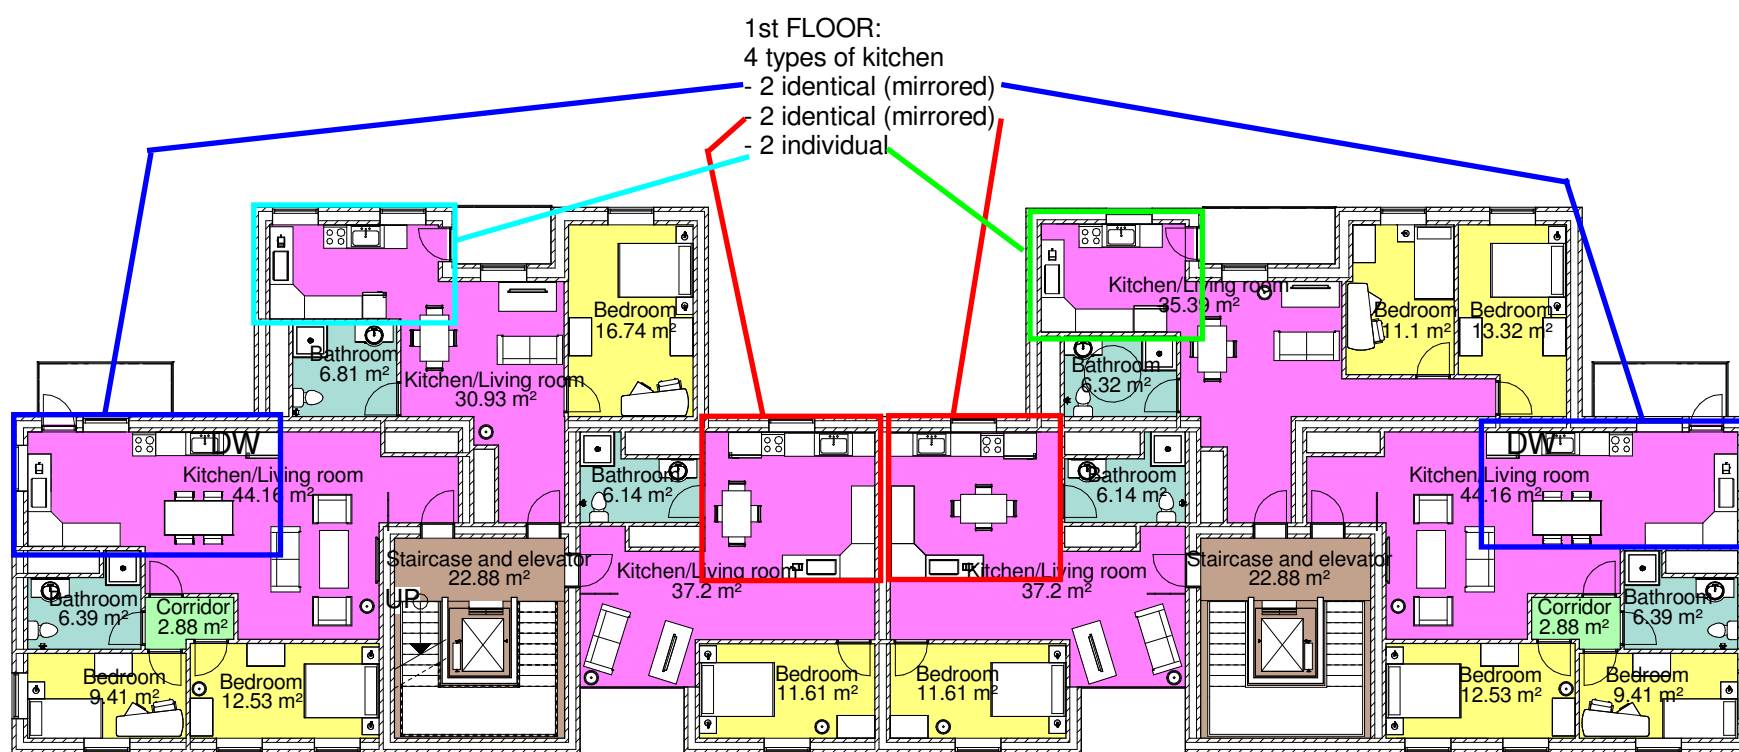 1st FLOOR:
4 types of kitchen
- 2 identical (mirrored)
- 2 identical (mirrored)
- 2 individual
Kitchen/Living room
35.39 m²
Bedroom
16.74 m²
Bedroom
11.1 m²
Bedroom
13.32 m²
Bathroom
6.81 m²
Kitchen/Living room
30.93 m²
Bathroom
6.32 m²
DW
Kitchen/Living room
44.16 m²
Bathroom
6.14 m²
Bathroom
6.14 m²
DW
Kitchen/Living room
44.16 m²
Staircase and elevator
22.88 m²
UP
Kitchen/Living room
37.2 m²
Kitchen/Living room
37.2 m²
Staircase and elevator
22.88 m²
Bathroom
6.39 m²
Corridor
2.88 m²
Corridor
2.88 m²
Bathroom
6.39 m²
Bedroom
9.41 m²
Bedroom
12.53 m²
Bedroom
11.61 m²
Bedroom
11.61 m²
Bedroom
12.53 m²
Bedroom
9.41 m²